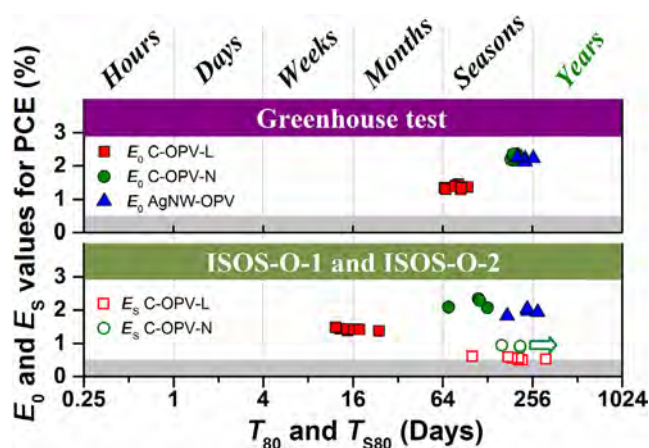 Hours Days Weeks Months Seasons Years
Greenhouse test
3
E0 C-OPV-L
2
E0 C-OPV-N
1
E0 AgNW-OPV
0
ISOS-O-1 and ISOS-O-2
3
ES C-OPV-L
2
ES C-OPV-N
1
0
0.25 1 4 16 64 256 1024
T80 and TS80 (Days)
E0 and ES values for PCE (%)